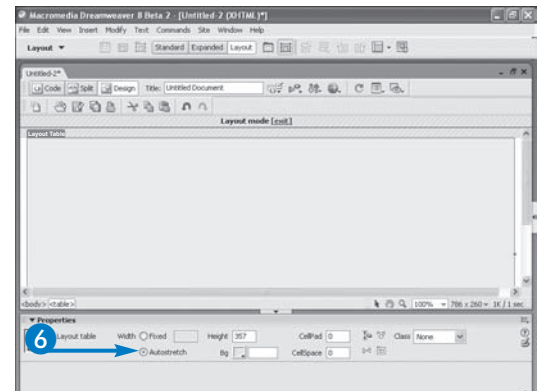 Macromedia Dreamweaver 8 Beta 2 - [Untitled-2 (XHTML)*]
File Edit View Insert Modify Text Commands Site Window Help
Layout Standard Expanded Layout
Untitled-2*
Code Split Design Title: Untitled Document
Layout mode [exit]
Layout Table
<body> <table> 100% 706 x 260 1K / 1 sec
Properties
6 Layout table Width Fixed Height 357 CellPad 0 Class None
Autostretch Bg CellSpace 0